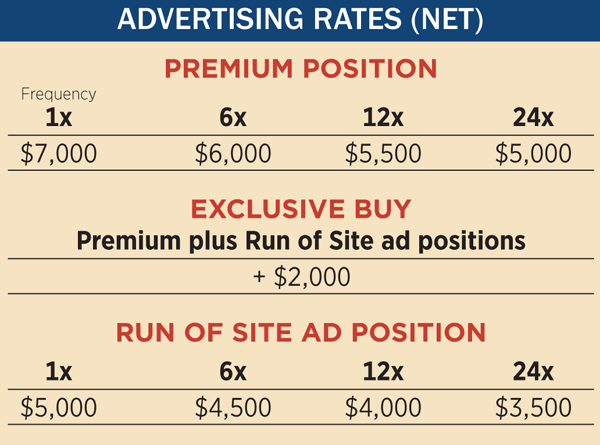 ADVERTISING RATES (NET)
PREMIUM POSITION
Frequency
1x 6x 12x 24x
$7,000 $6,000 $5,500 $5,000
EXCLUSIVE BUY
Premium plus Run of Site ad positions
+ $2,000
RUN OF SITE AD POSITION
1x 6x 12x 24x
$5,000 $4,500 $4,000 $3,500